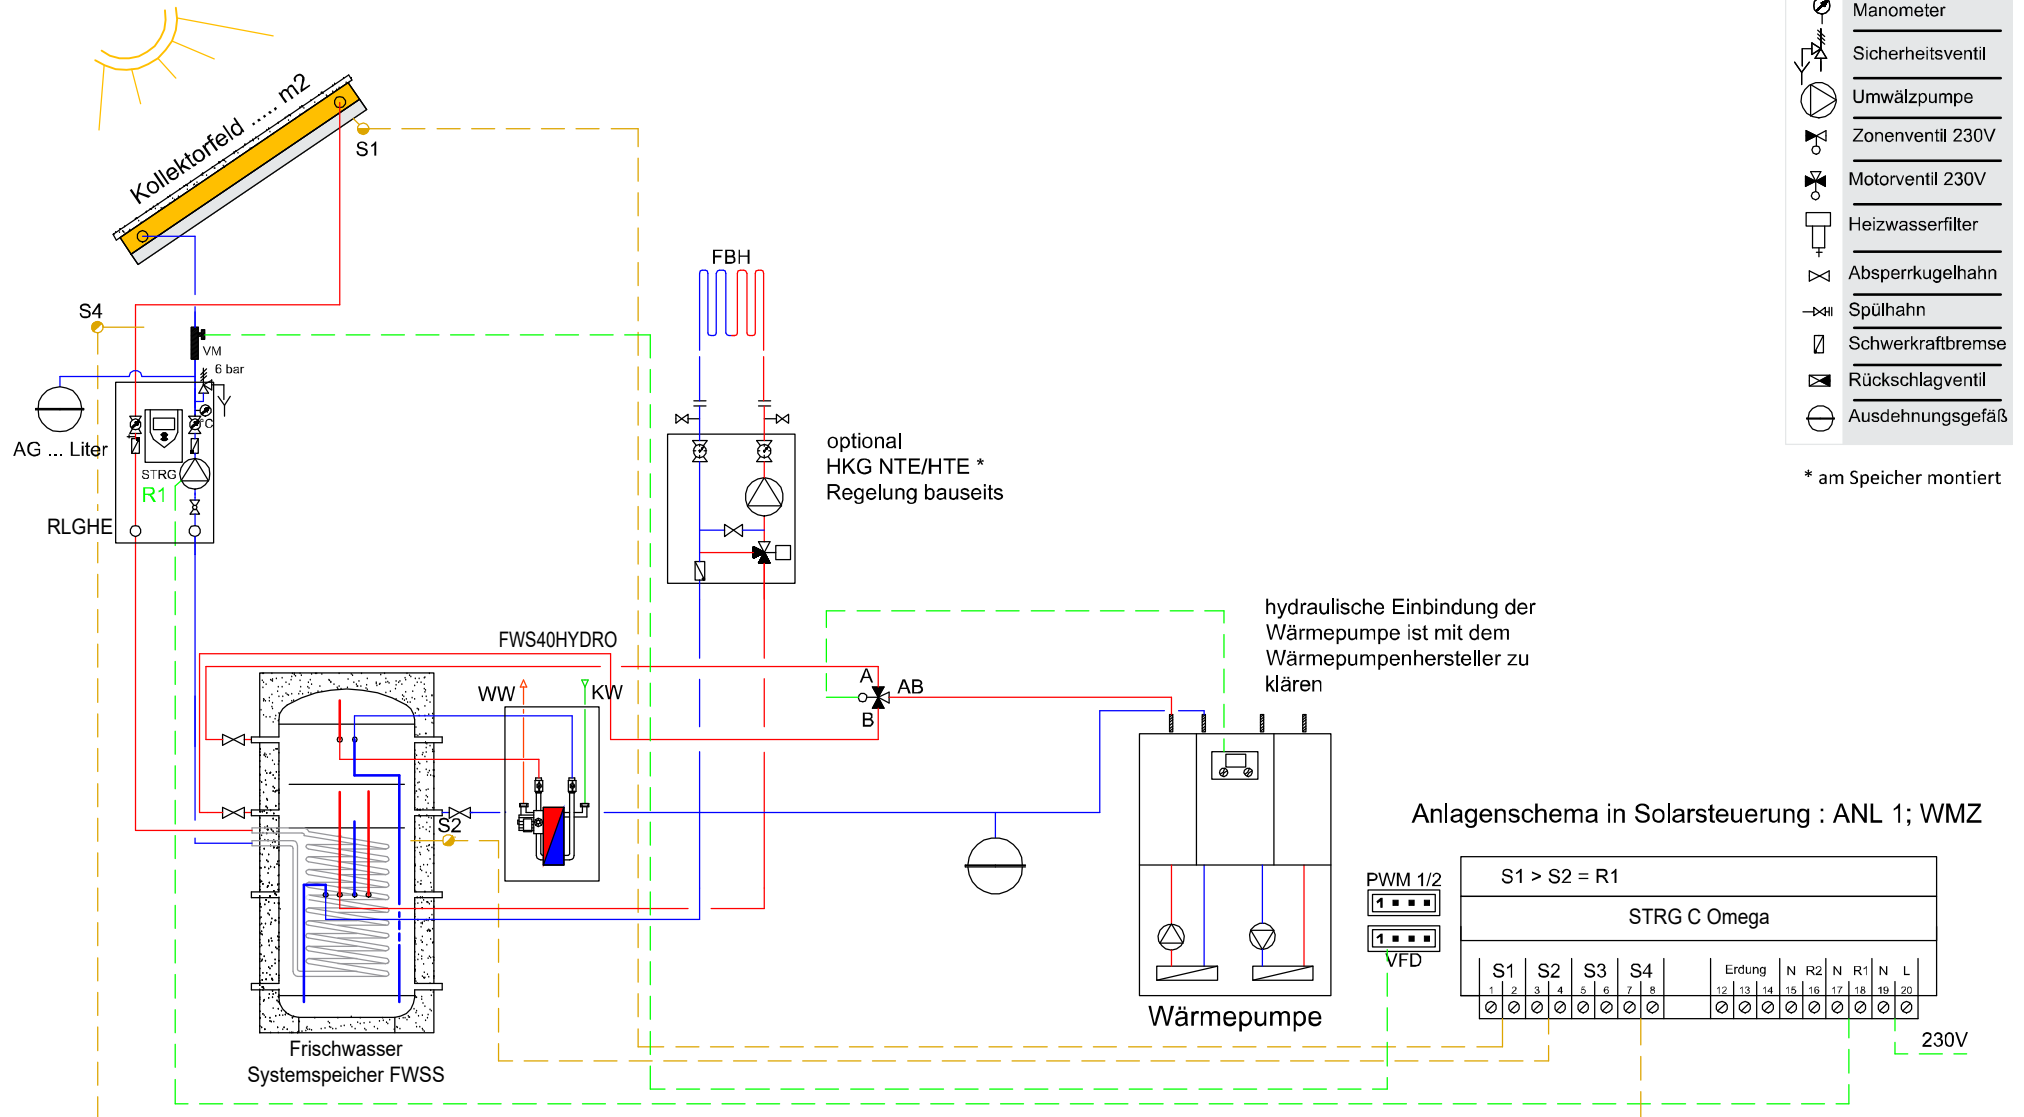 Manometer
Sicherheitsventil
Umwälzpumpe
Zonenventil 230V
Motorventil 230V
Heizwasserfilter
Absperrkugelhahn
Spülhahn
Schwerkraftbremse
Rückschlagventil
Ausdehnungsgefäß
* am Speicher montiert
Kollektorfeld ..... m2
S1
S4
VM
6 bar
°C
AG ... Liter
STRG
R1
RLGHE
FBH
optional
HKG NTE/HTE *
Regelung bauseits
hydraulische Einbindung der
Wärmepumpe ist mit dem
Wärmepumpenhersteller zu
klären
FWS40HYDRO
WW
KW
A
AB
B
S2
Frischwasser
Systemspeicher FWSS
Wärmepumpe
Anlagenschema in Solarsteuerung : ANL 1; WMZ
PWM 1/2
1
1
VFD
S1 > S2 = R1
STRG C Omega
S1 S2 S3 S4 Erdung N R2 N R1 N L
1 2 3 4 5 6 7 8 12 13 14 15 16 17 18 19 20
230V